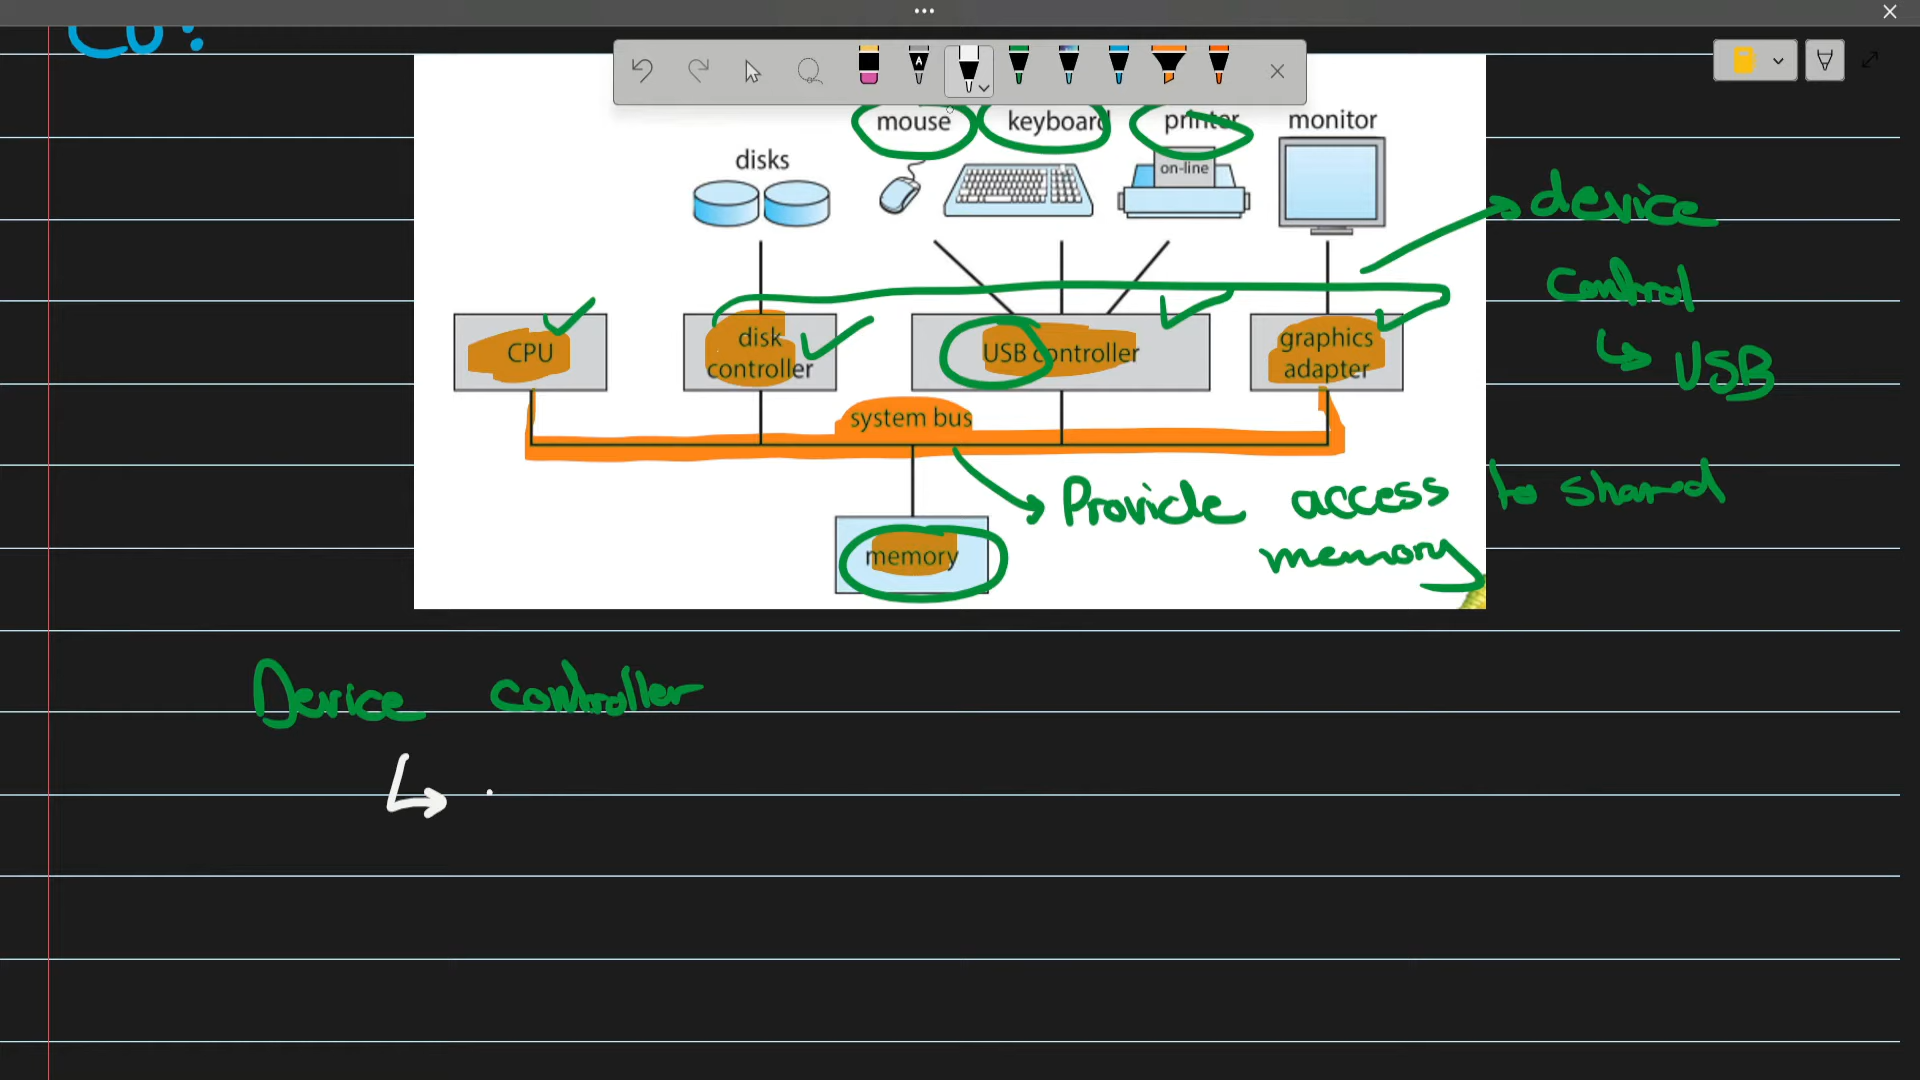 CO:
mouse keyboard printer monitor
disks
on-line
device
control
USB
CPU
disk
controller
USB controller
graphics
adapter
system bus
Provide access to shared
memory
memory
Device controller